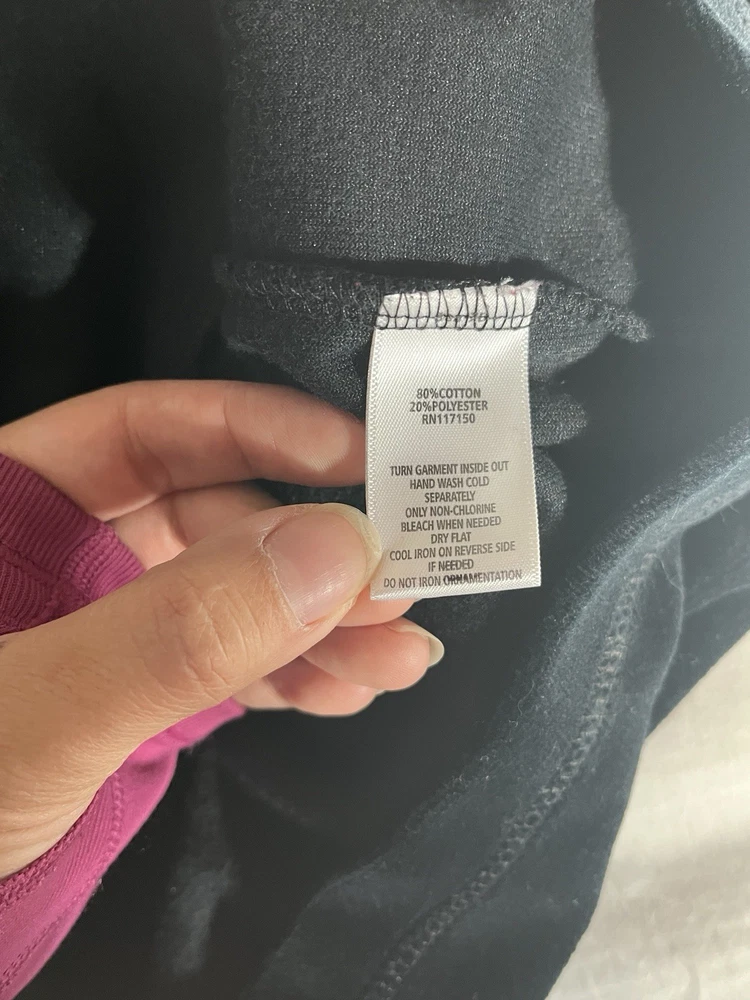 80%COTTON
20%POLYESTER
RN117150
TURN GARMENT INSIDE OUT
HAND WASH COLD
SEPARATELY
ONLY NON-CHLORINE
BLEACH WHEN NEEDED
DRY FLAT
COOL IRON ON REVERSE SIDE
IF NEEDED
DO NOT IRON ORNAMENTATION